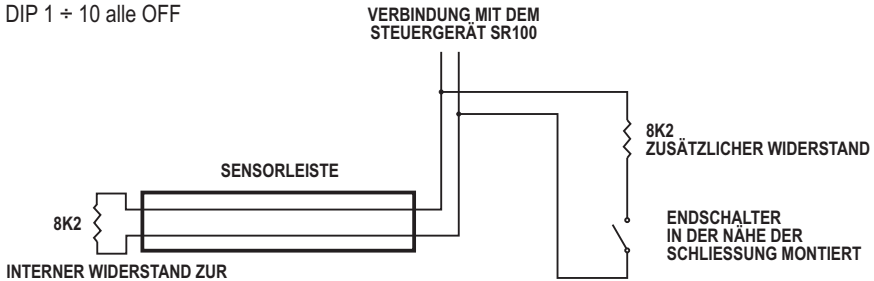 DIP 1 ÷ 10 alle OFF
VERBINDUNG MIT DEM
STEUERGERÄT SR100
8K2
ZUSÄTZLICHER WIDERSTAND
SENSORLEISTE
8K2
ENDSCHALTER
IN DER NÄHE DER
SCHLIESSUNG MONTIERT
INTERNER WIDERSTAND ZUR